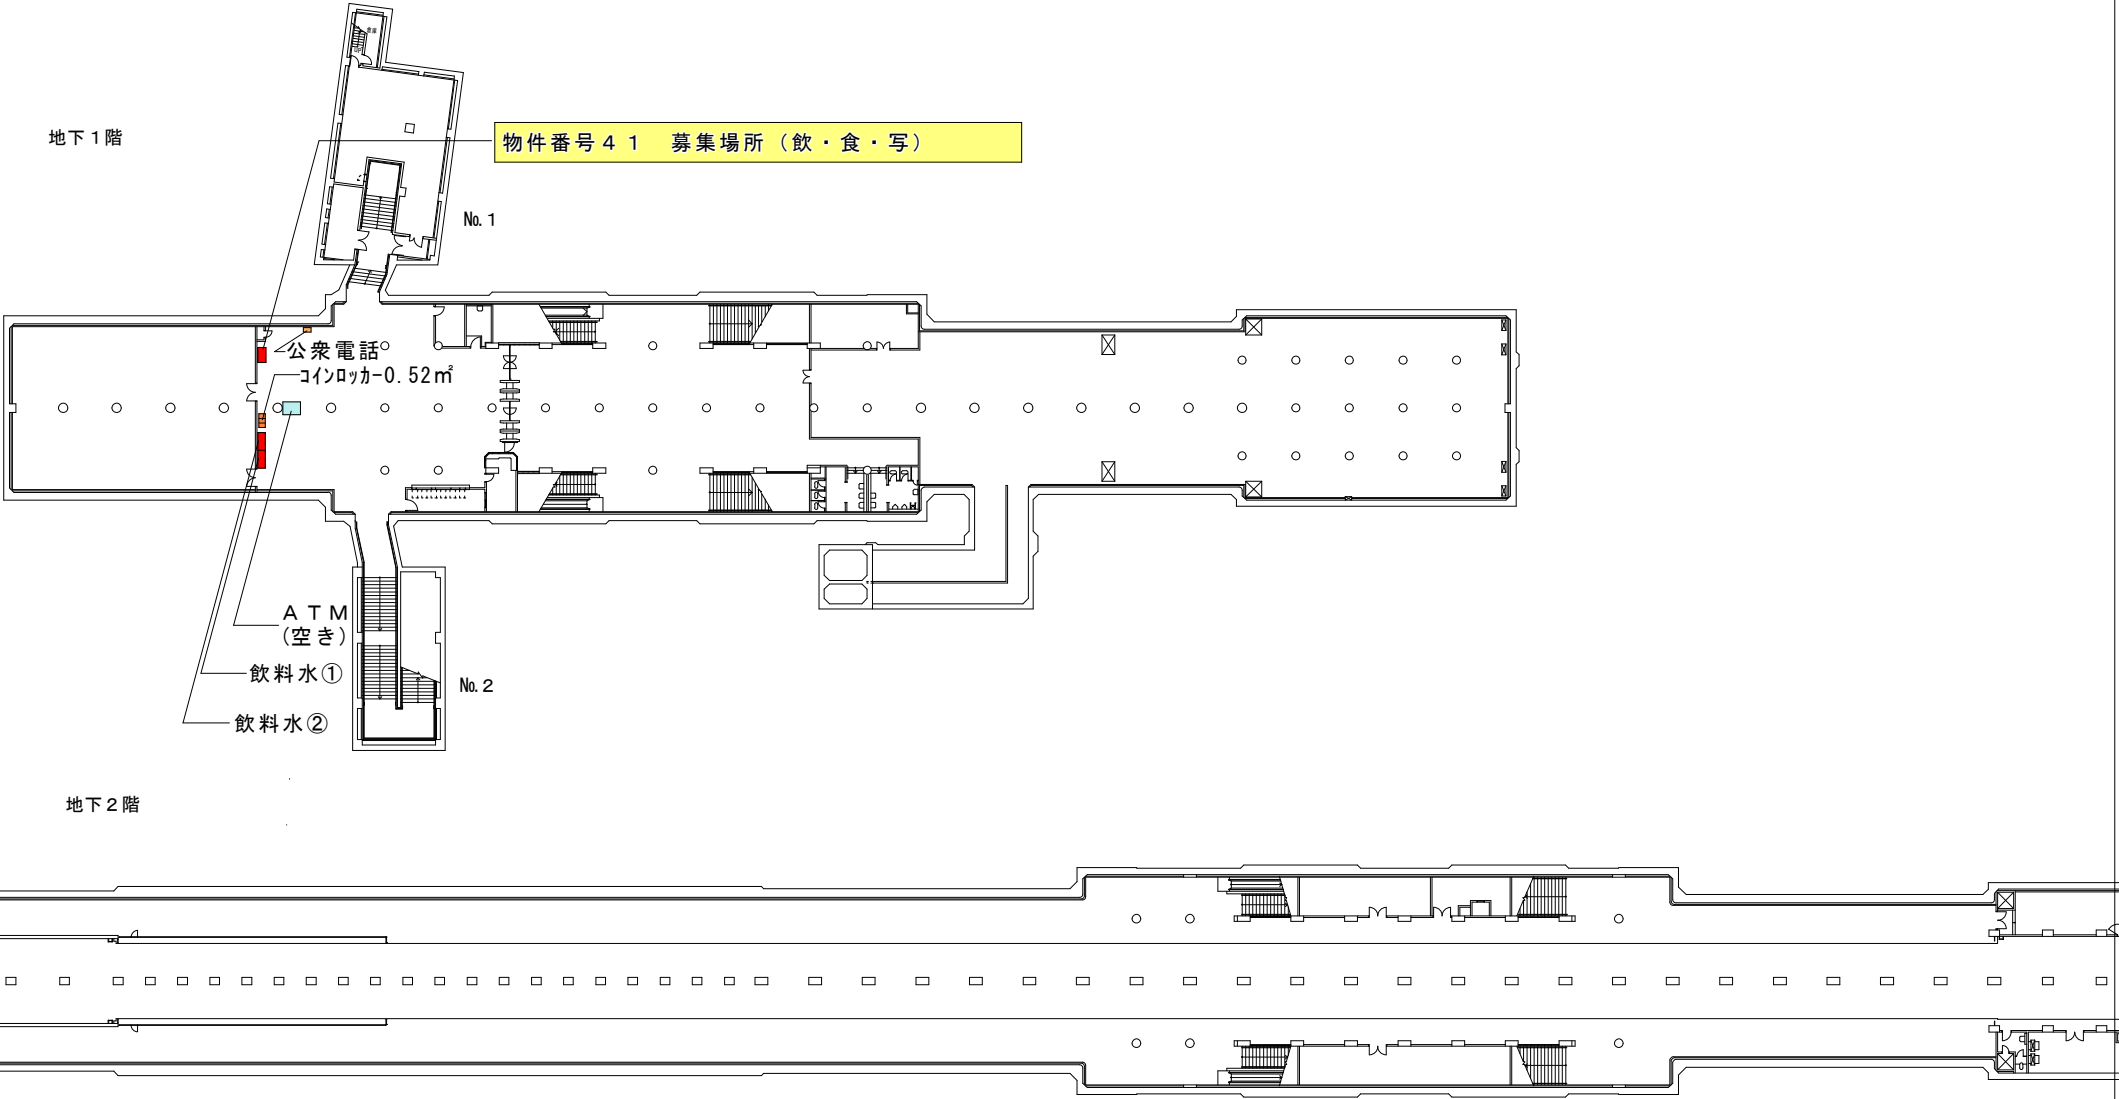 倉庫
地下1階
物件番号41 募集場所(飲・食・写)
№.1
公衆電話
コインロッカー0.52㎡
ATM
(空き)
飲料水①
№.2
飲料水②
地下2階